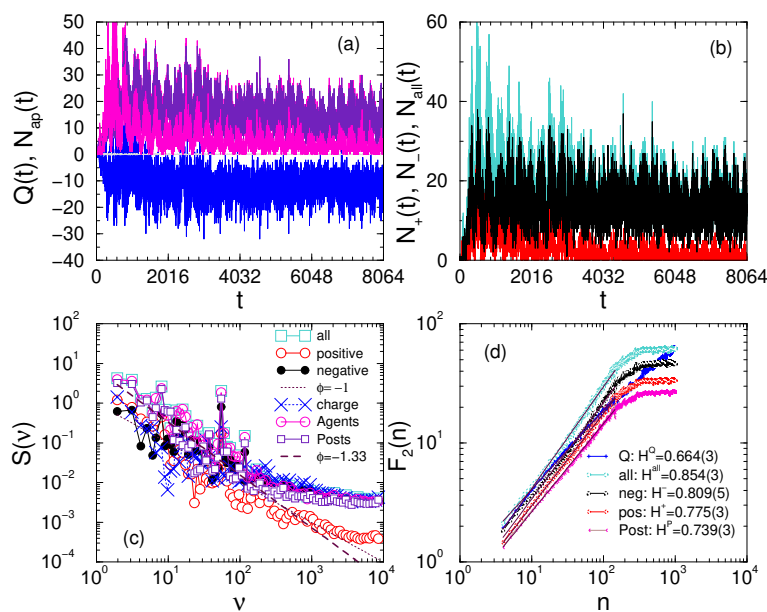 (a)
Q(t), N_ap(t)
50
40
30
20
10
0
−10
−20
−30
−40
0 2016 4032 6048 8064
t
(b)
N_+(t), N_−(t), N_all(t)
60
40
20
0
0 2016 4032 6048 8064
t
(c)
S(ν)
10^2
10^1
10^0
10^−1
10^−2
10^−3
10^−4
all
positive
negative
ϕ=−1
charge
Agents
Posts
ϕ=−1.33
10^0 10^1 10^2 10^3 10^4
ν
(d)
F_2(n)
10^2
10^1
10^0
Q: H^Q=0.664(3)
all: H^all=0.854(3)
neg: H^−=0.809(5)
pos: H^+=0.775(3)
Post: H^P=0.739(3)
10^0 10^1 10^2 10^3 10^4
n